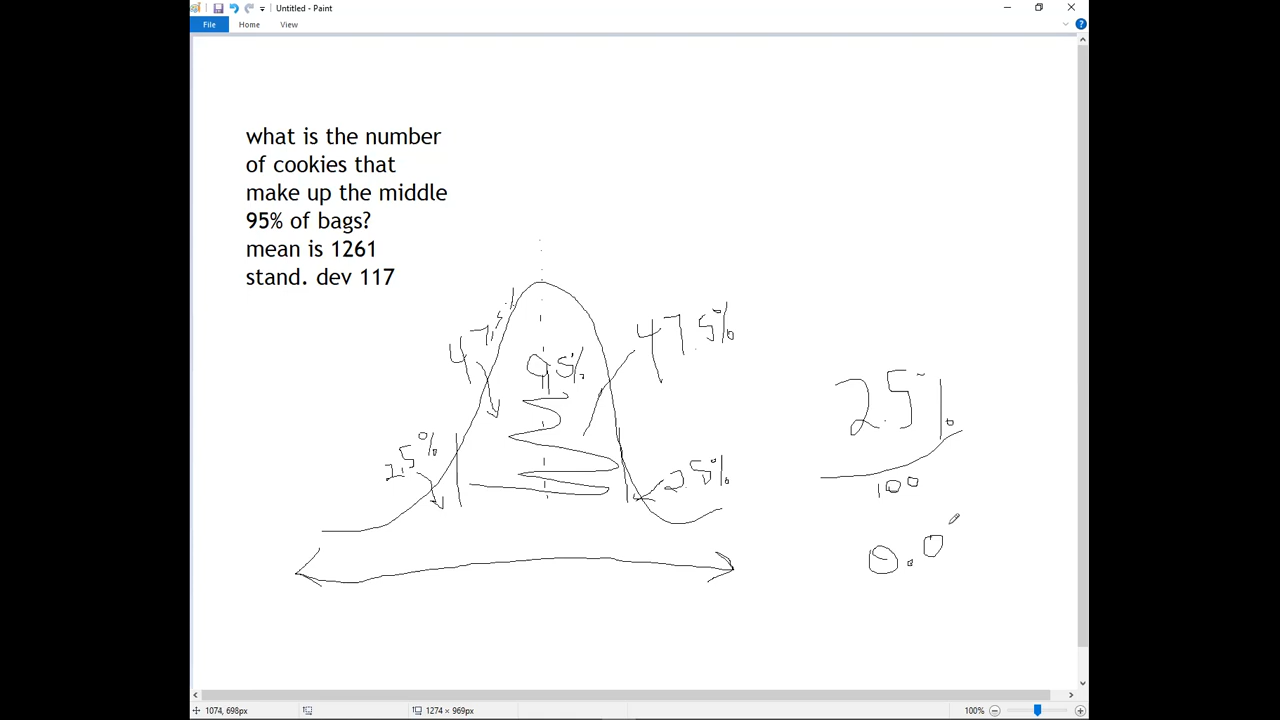 Untitled - Paint
File Home View
what is the number
of cookies that
make up the middle
95% of bags?
mean is 1261
stand. dev 117
47.5%
47.5%
95%
2.5%
2.5%
2.5%
100
0.0
1074, 698px
1274 × 969px
100%